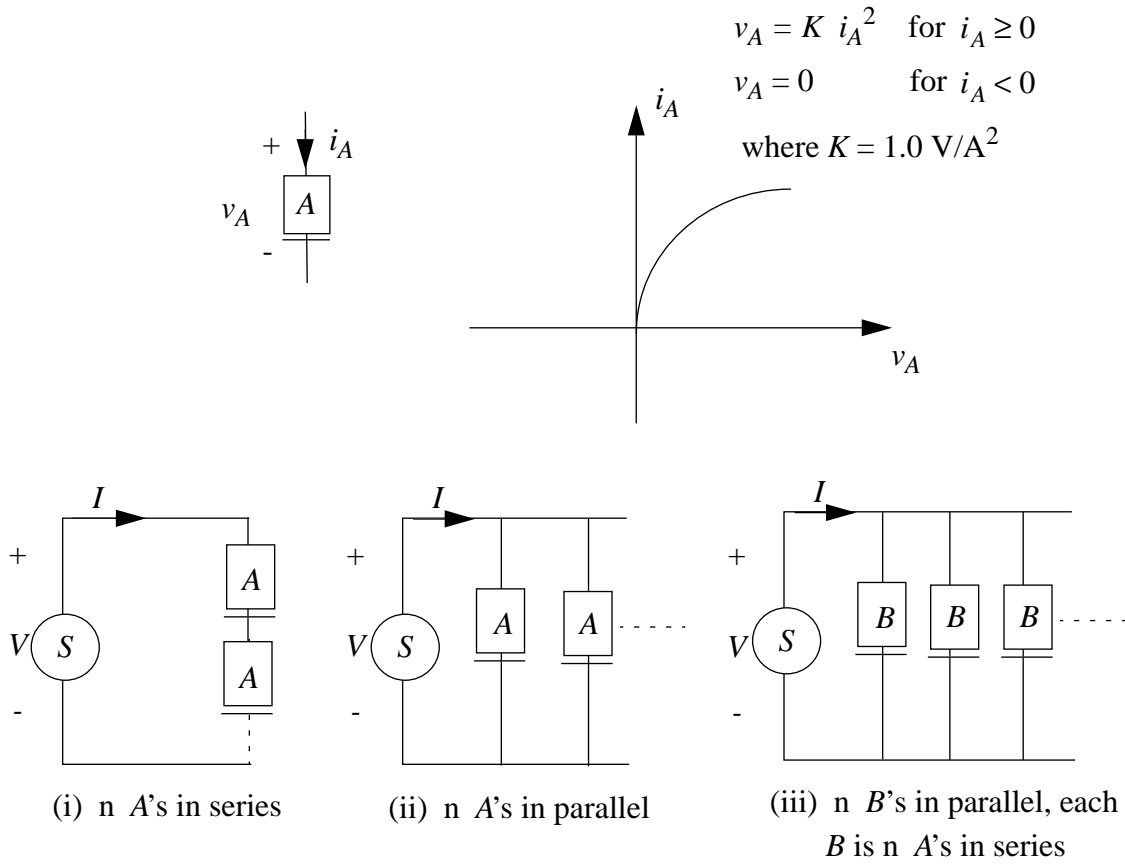 v_A = K i_A^2 for i_A ≥ 0
v_A = 0 for i_A < 0
where K = 1.0 V/A^2
i_A
v_A
+
i_A
v_A
A
-
I
+
A
V
S
A
-
(i) n A's in series
I
+
V
S
A
A
-
(ii) n A's in parallel
I
+
V
S
B
B
B
-
(iii) n B's in parallel, each
B is n A's in series